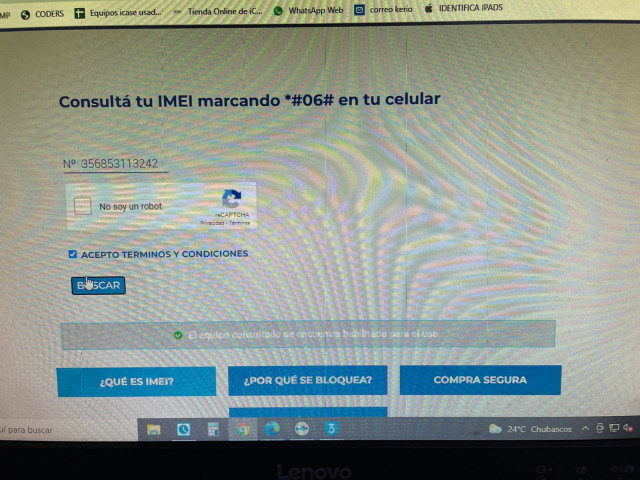 MP CODERS Equipos icase usad... Tienda Online de iC... WhatsApp Web correo kerio IDENTIFICA IPADS
Consultá tu IMEI marcando *#06# en tu celular
Nº 356853113242
No soy un robot
reCAPTCHA
Privacidad - Términos
ACEPTO TERMINOS Y CONDICIONES
BUSCAR
El equipo consultado se encuentra habilitado para el uso.
¿QUÉ ES IMEI? ¿POR QUÉ SE BLOQUEA? COMPRA SEGURA
uí para buscar 3 24°C Chubascos
Lenovo